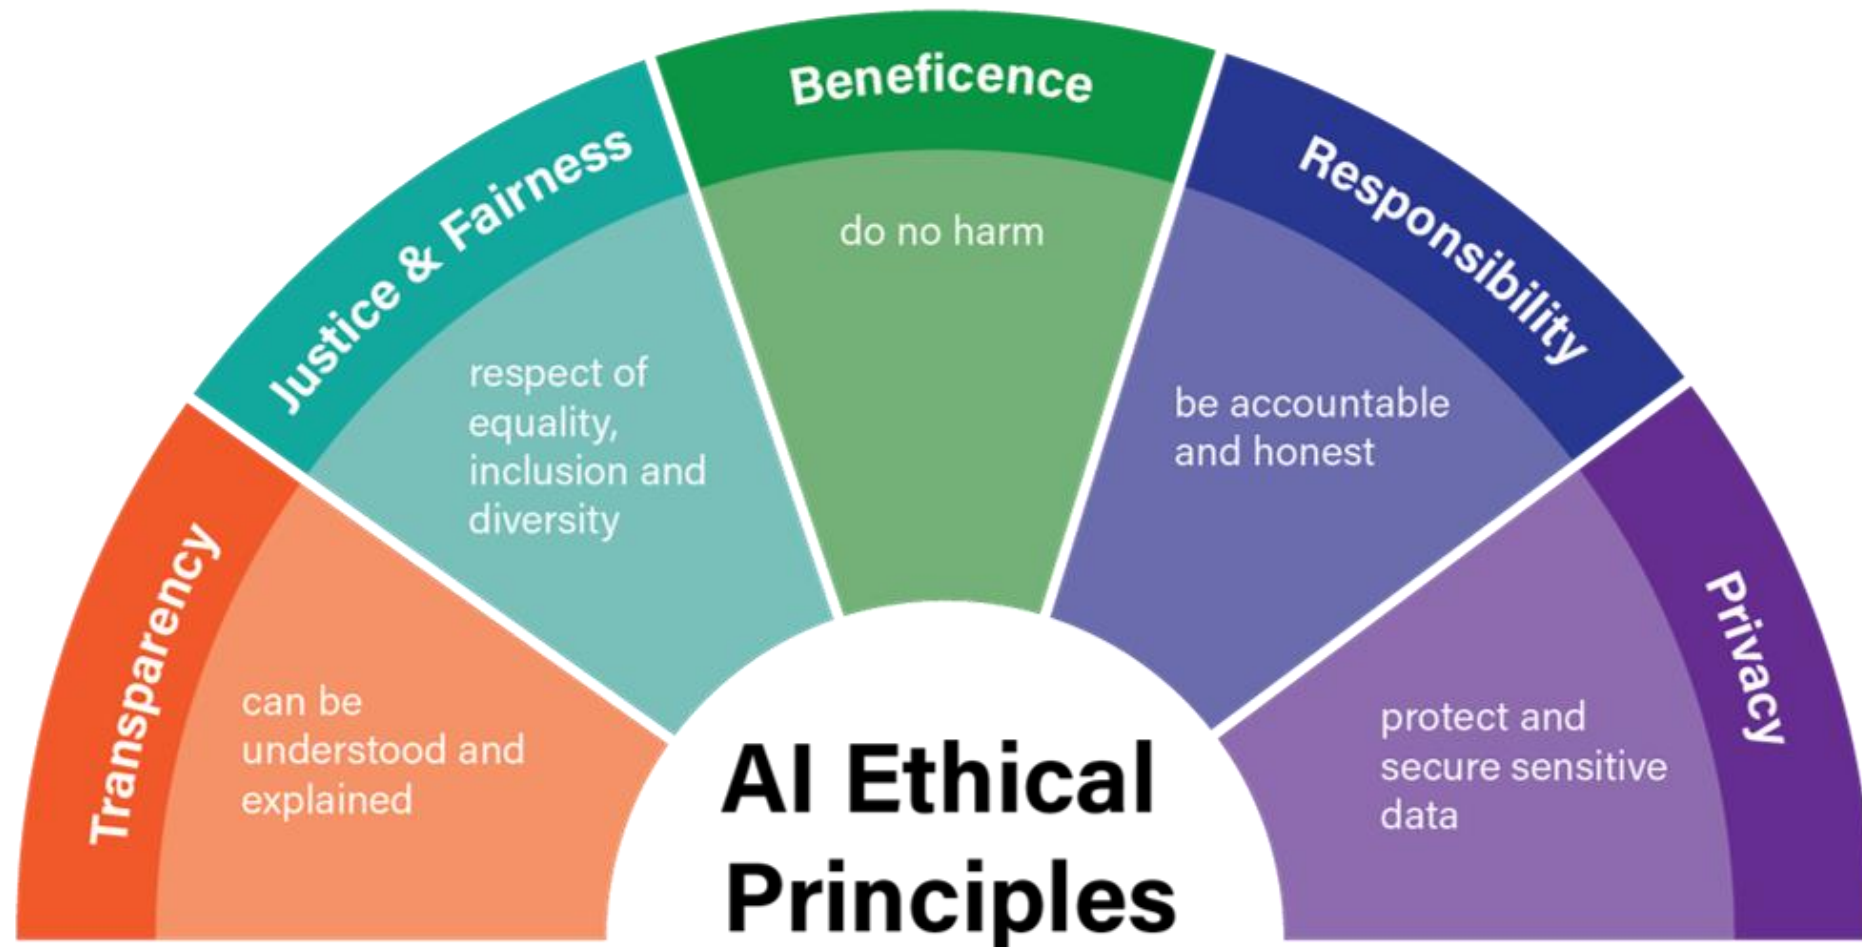 Transparency
can be
understood and
explained
Justice & Fairness
respect of
equality,
inclusion and
diversity
Beneficence
do no harm
Responsibility
be accountable
and honest
Privacy
protect and
secure sensitive
data
AI Ethical
Principles